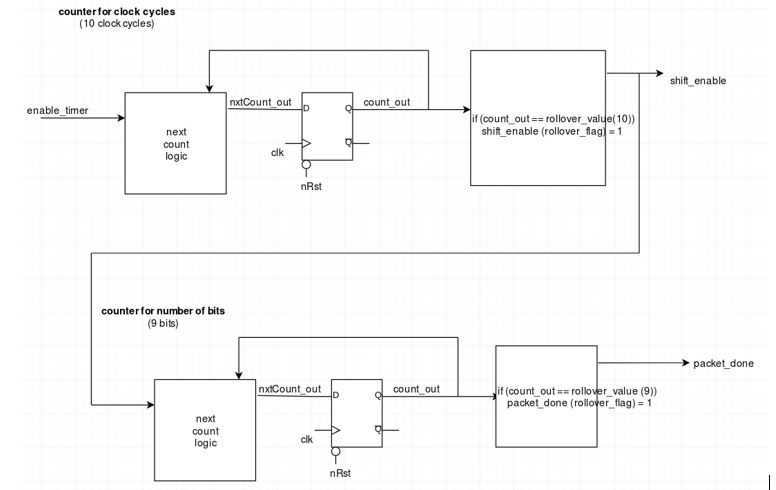 counter for clock cycles
(10 clock cycles)
enable_timer
next
count
logic
nxtCount_out
D
Q
Q
clk
nRst
count_out
if (count_out == rollover_value(10))
shift_enable (rollover_flag) = 1
shift_enable
counter for number of bits
(9 bits)
next
count
logic
nxtCount_out
D
Q
Q
clk
nRst
count_out
if (count_out == rollover_value (9))
packet_done (rollover_flag) = 1
packet_done